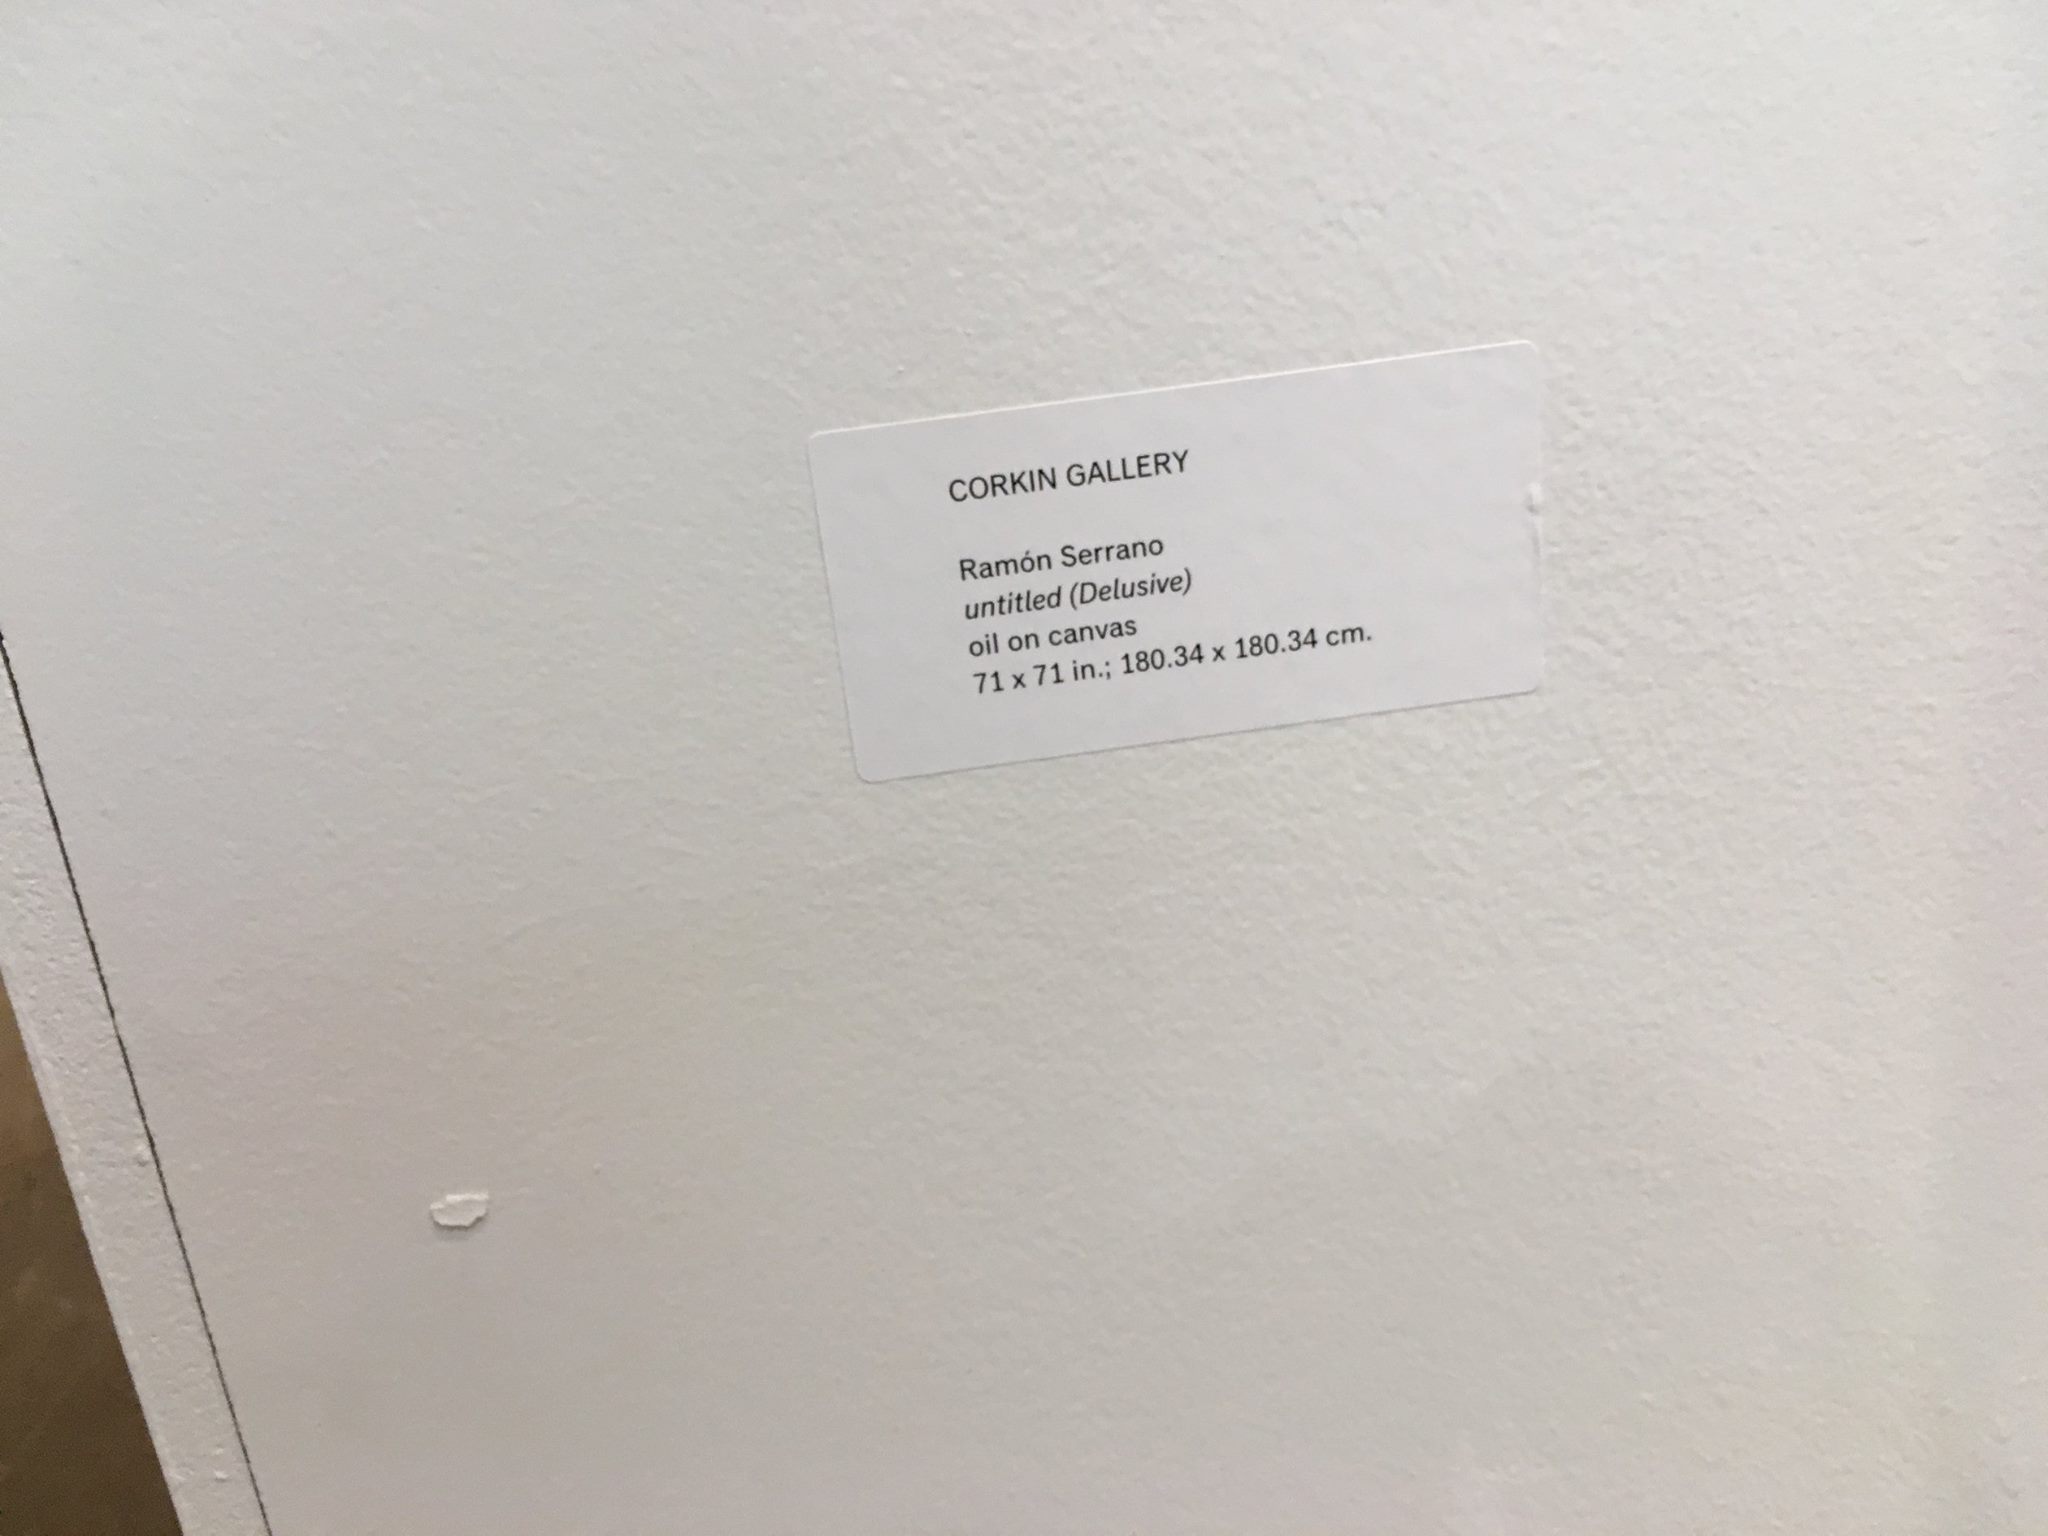 CORKIN GALLERY
Ramón Serrano
untitled (Delusive)
oil on canvas
71 x 71 in.; 180.34 x 180.34 cm.